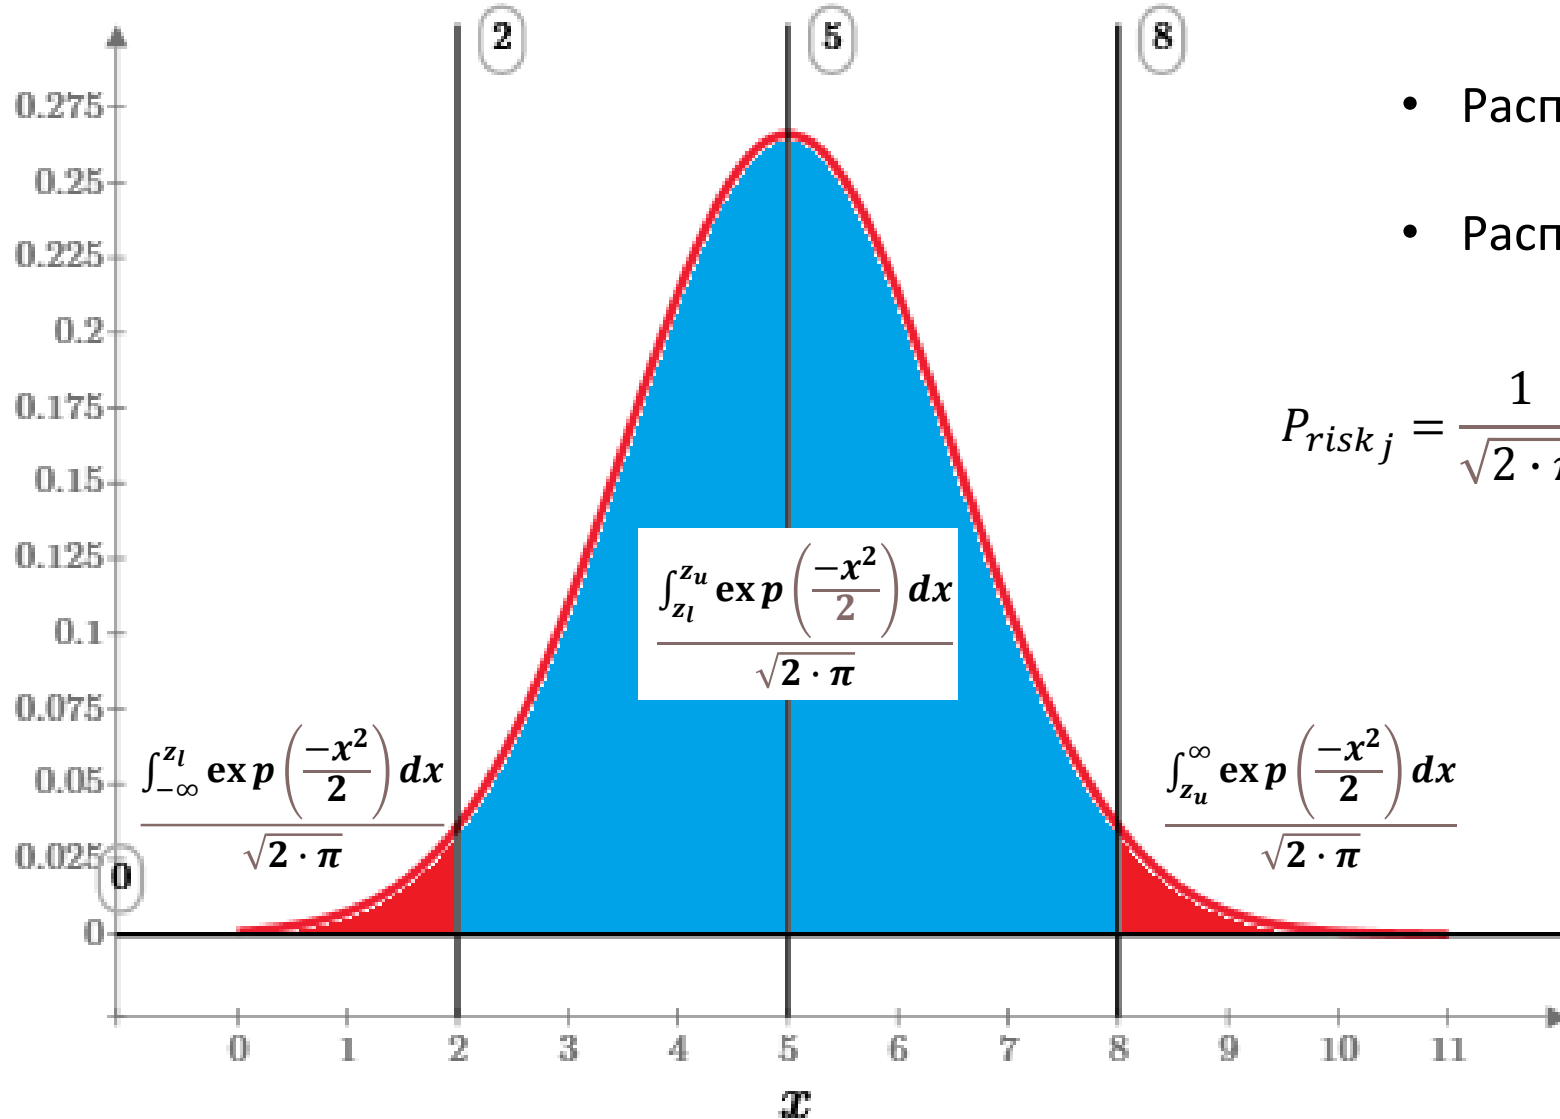 2 5 8
0.275
0.25
0.225
0.2
0.175
0.15
0.125
0.1
0.075
0.05
0.025
0
0
• Расп
• Расп
P_{risk j} = 1 / √2 ·
∫_{z_l}^{z_u} exp(−x²/2) dx / √2 · π
∫_{−∞}^{z_l} exp(−x²/2) dx / √2 · π
∫_{z_u}^{∞} exp(−x²/2) dx / √2 · π
0 1 2 3 4 5 6 7 8 9 10 11
x